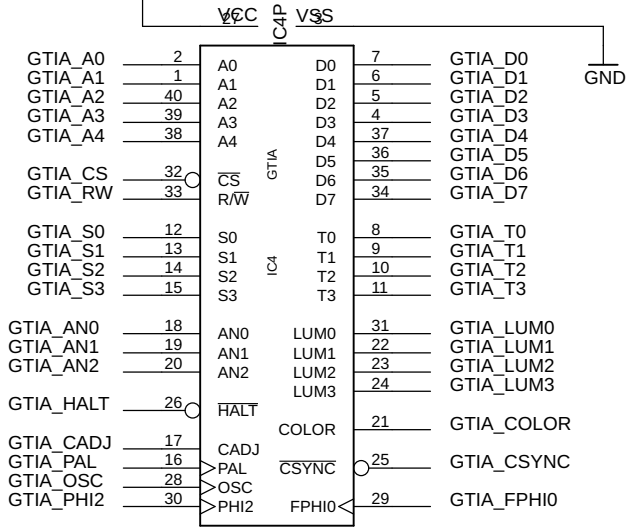 VCC 27 IC4P VSS 3
GND
GTIA_A0 2 A0 D0 7 GTIA_D0
GTIA_A1 1 A1 D1 6 GTIA_D1
GTIA_A2 40 A2 D2 5 GTIA_D2
GTIA_A3 39 A3 D3 4 GTIA_D3
GTIA_A4 38 A4 D4 37 GTIA_D4
GTIA D5 36 GTIA_D5
GTIA_CS 32 CS D6 35 GTIA_D6
GTIA_RW 33 R/W D7 34 GTIA_D7
GTIA_S0 12 S0 T0 8 GTIA_T0
GTIA_S1 13 S1 T1 9 GTIA_T1
IC4
GTIA_S2 14 S2 T2 10 GTIA_T2
GTIA_S3 15 S3 T3 11 GTIA_T3
GTIA_AN0 18 AN0 LUM0 31 GTIA_LUM0
GTIA_AN1 19 AN1 LUM1 22 GTIA_LUM1
GTIA_AN2 20 AN2 LUM2 23 GTIA_LUM2
LUM3 24 GTIA_LUM3
GTIA_HALT 26 HALT
COLOR 21 GTIA_COLOR
GTIA_CADJ 17 CADJ
GTIA_PAL 16 PAL CSYNC 25 GTIA_CSYNC
GTIA_OSC 28 OSC
GTIA_PHI2 30 PHI2 FPHI0 29 GTIA_FPHI0